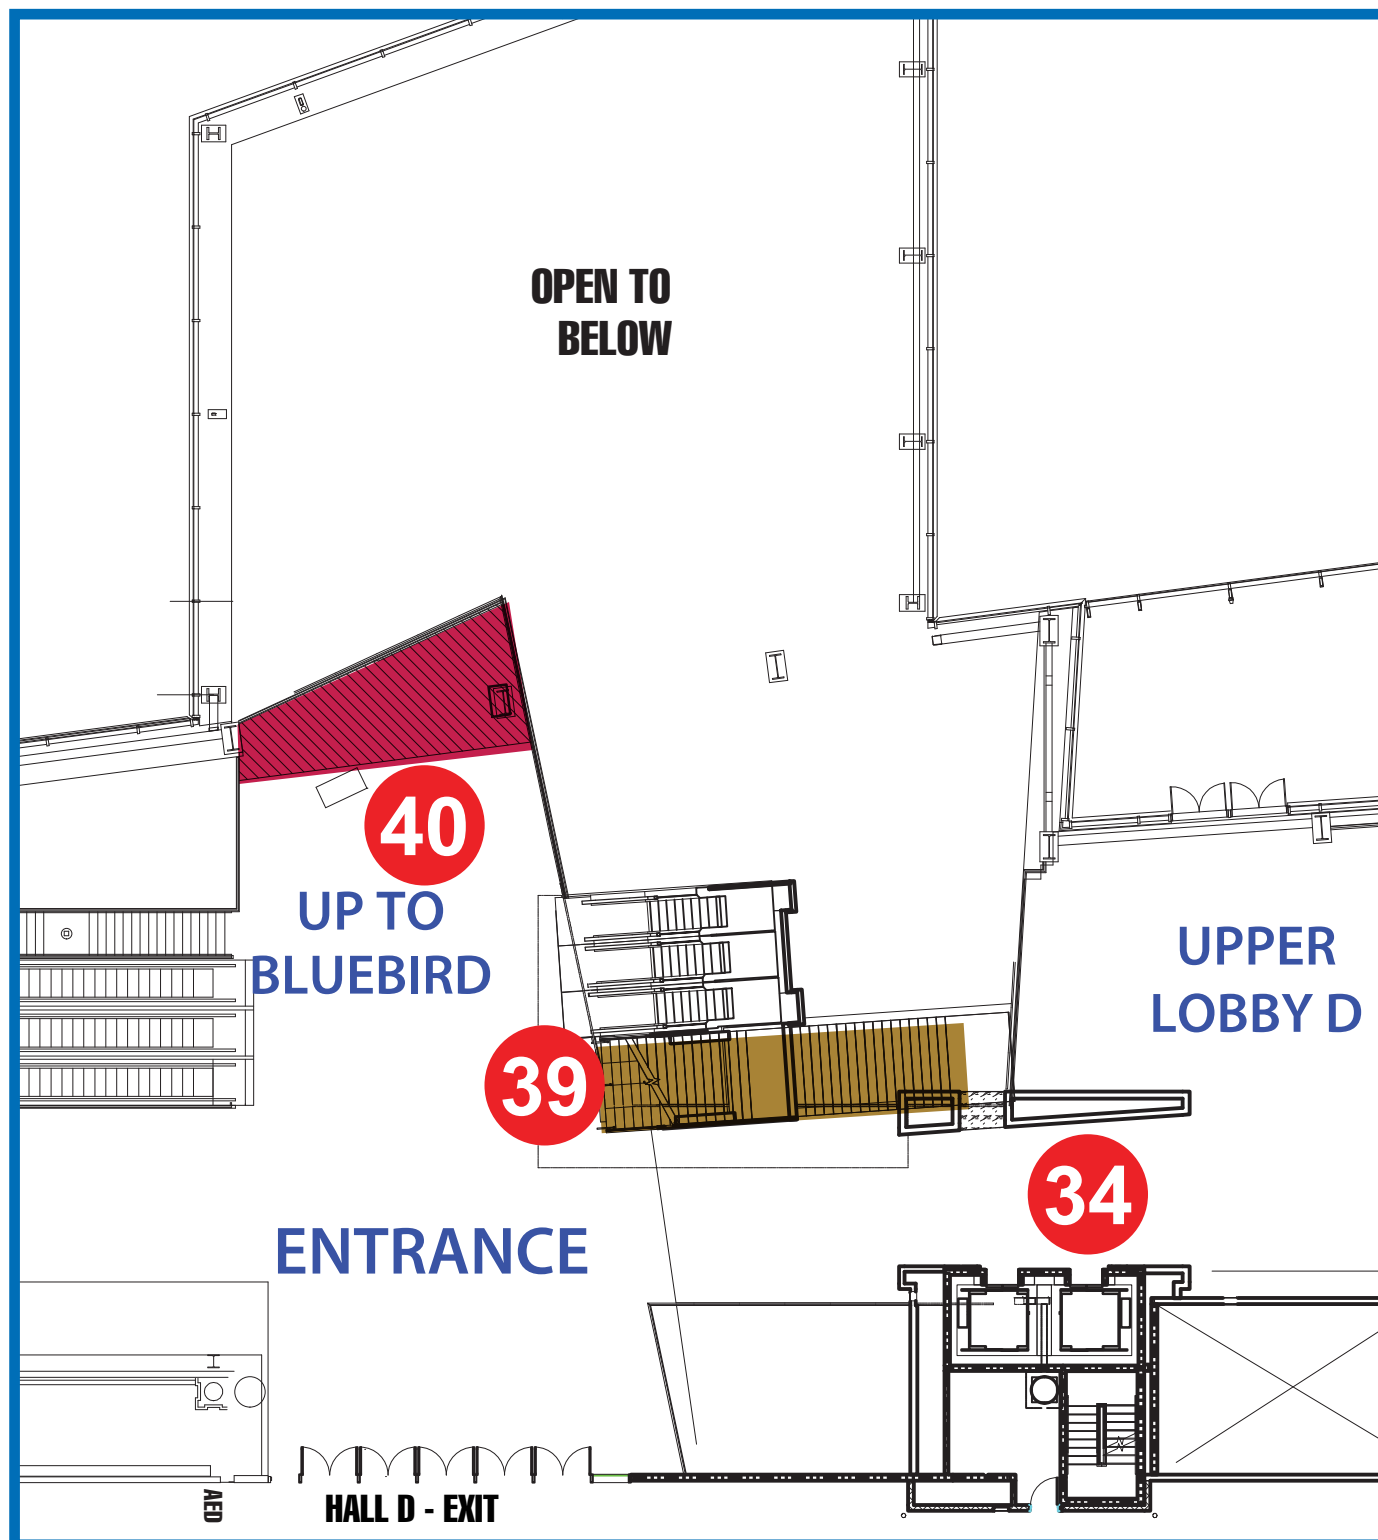 OPEN TO
BELOW
40
UP TO
BLUEBIRD
UPPER
LOBBY D
39
34
ENTRANCE
AED
HALL D - EXIT